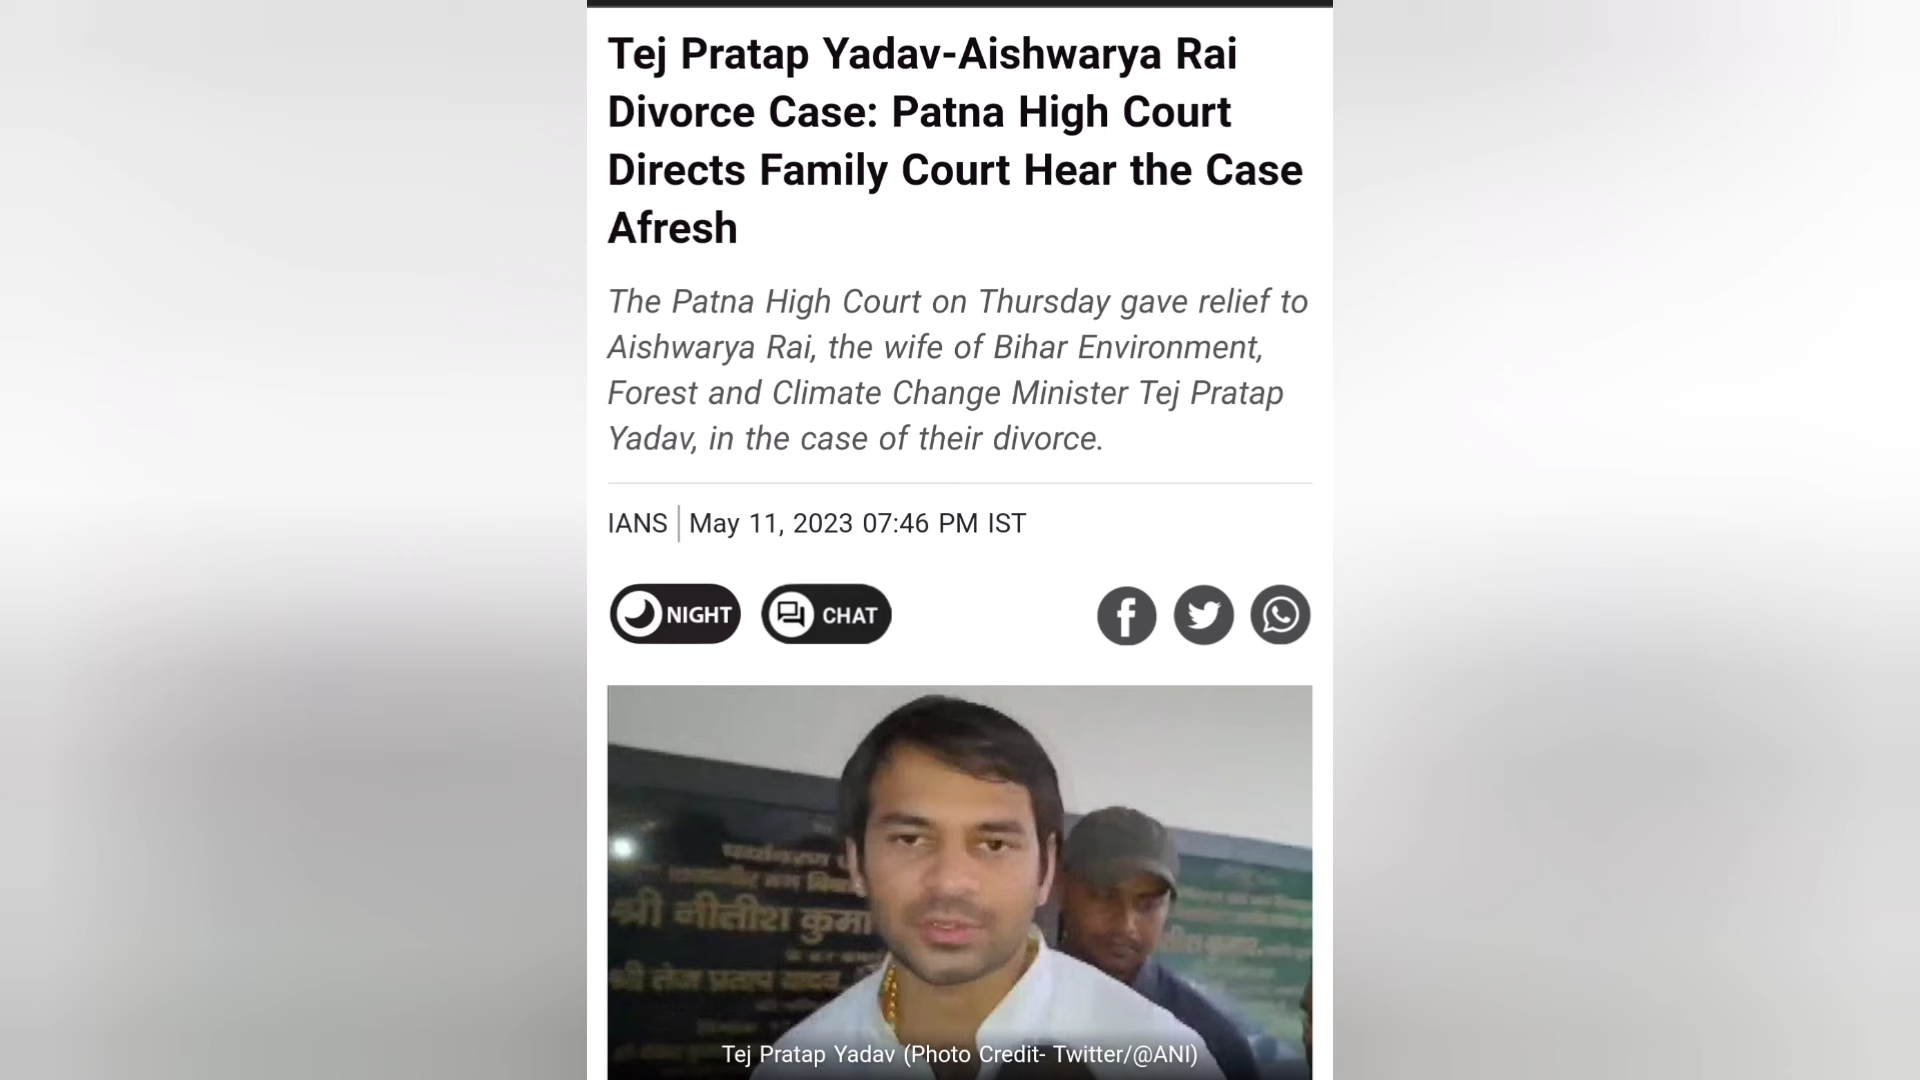 Tej Pratap Yadav-Aishwarya Rai
Divorce Case: Patna High Court
Directs Family Court Hear the Case
Afresh
The Patna High Court on Thursday gave relief to
Aishwarya Rai, the wife of Bihar Environment,
Forest and Climate Change Minister Tej Pratap
Yadav, in the case of their divorce.
IANS May 11, 2023 07:46 PM IST
NIGHT CHAT
श्री नीतीश कुमा
श्री तेज प्रताप यादव
Tej Pratap Yadav (Photo Credit- Twitter/@ANI)